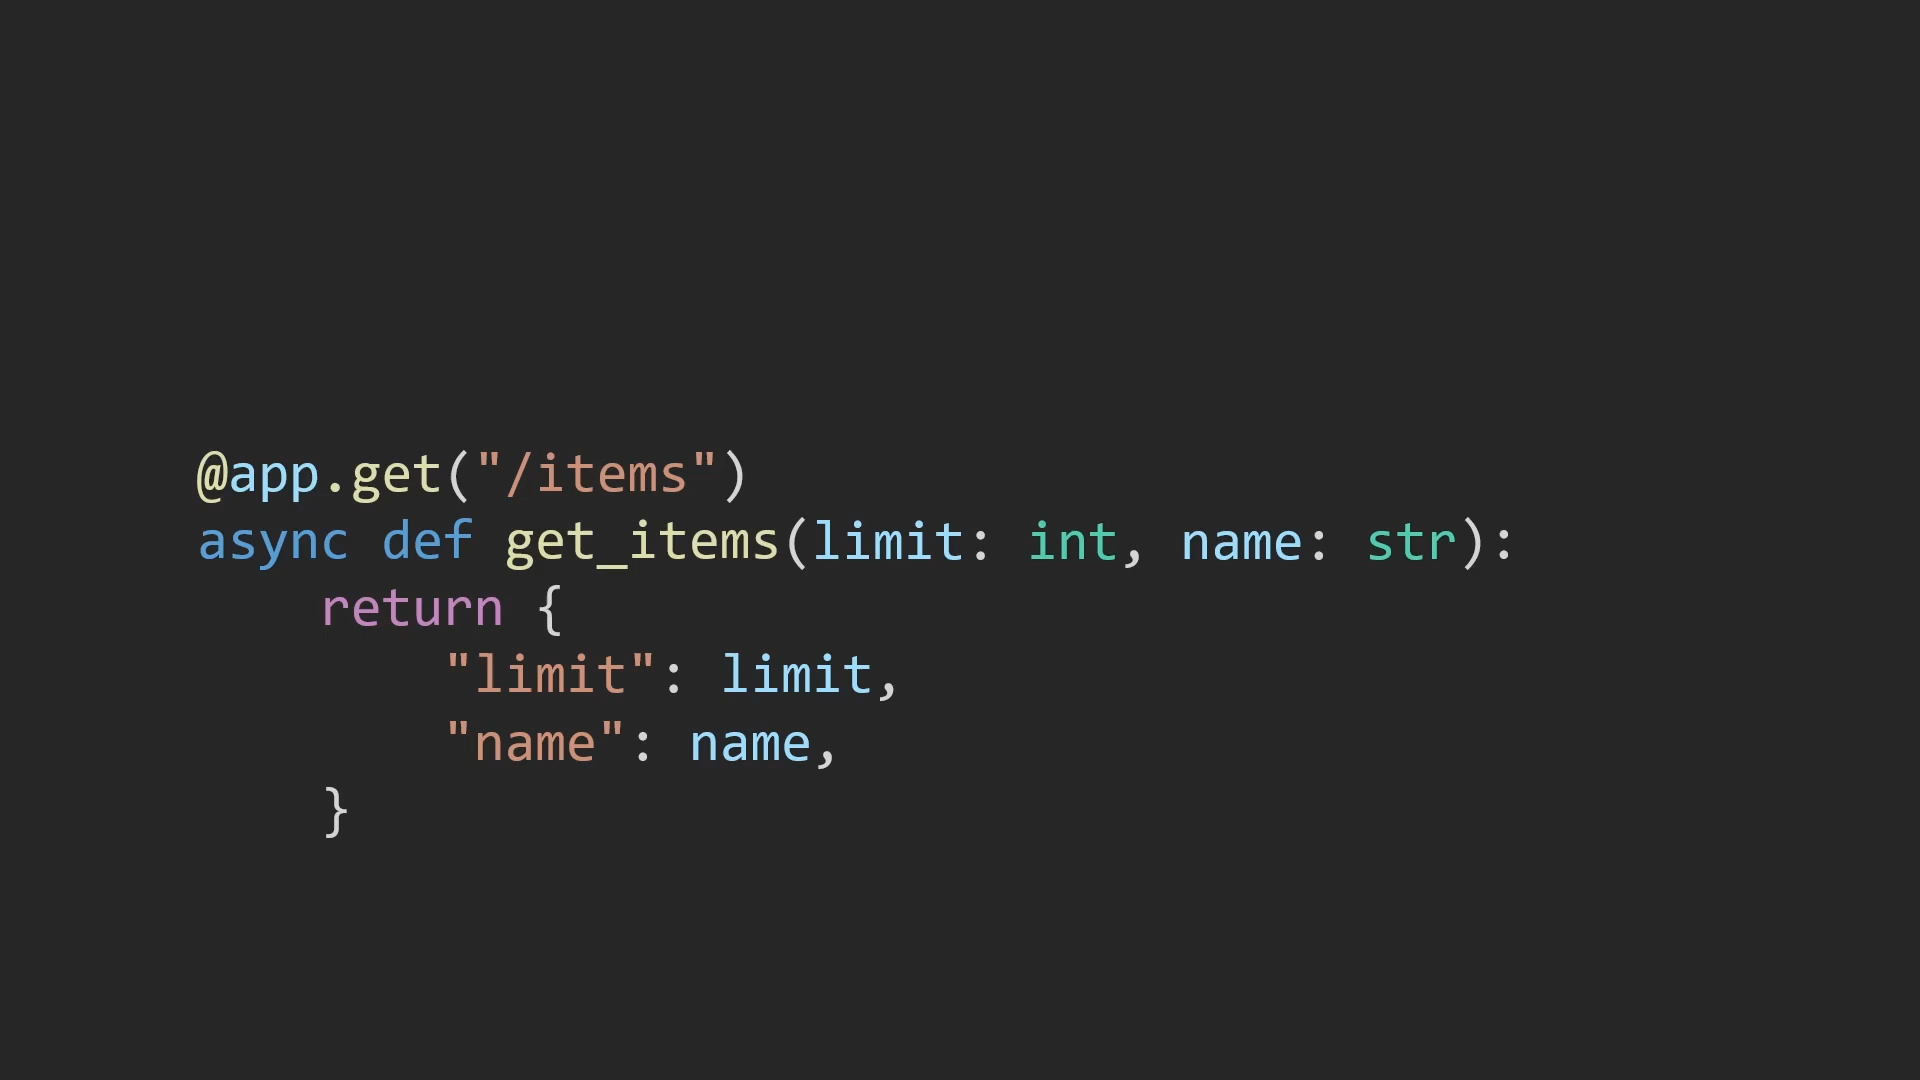 @app.get("/items")
async def get_items(limit: int, name: str):
    return {
        "limit": limit,
        "name": name,
    }